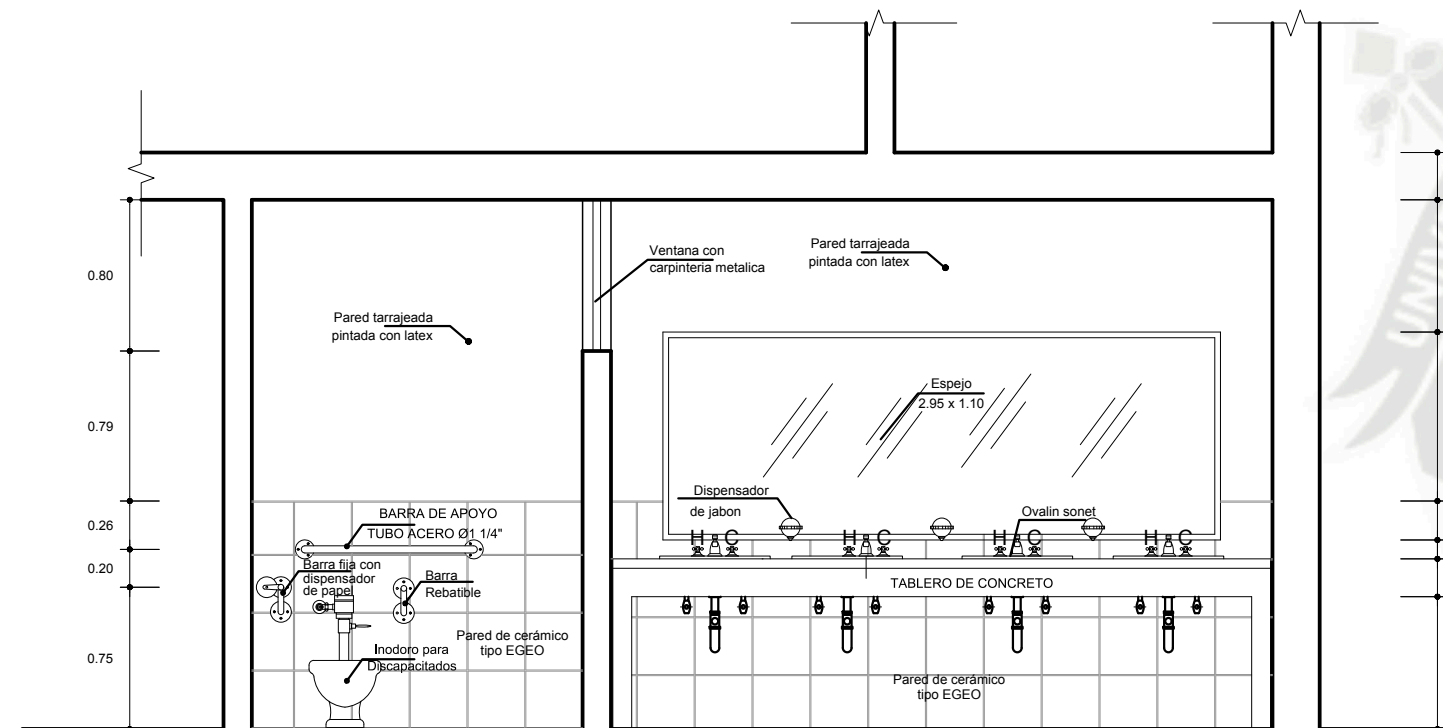 0.80
0.79
0.26
0.20
0.75
Pared tarrajeada
pintada con latex
Ventana con
carpinteria metalica
Pared tarrajeada
pintada con latex
Espejo
2.95 x 1.10
Dispensador
de jabon
Ovalin sonet
H C
H C
H C
H C
BARRA DE APOYO
TUBO ACERO Ø1 1/4"
Barra fija con
dispensador
de papel
Barra
Rebatible
TABLERO DE CONCRETO
Pared de cerámico
tipo EGEO
Inodoro para
Discapacitados
Pared de cerámico
tipo EGEO